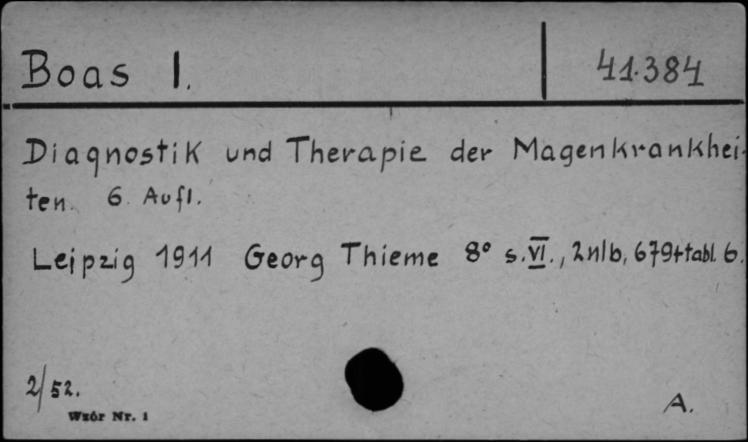 Boas I. 41.384
Diagnostik und Therapie der Magenkrankhei-
ten. 6. Aufl.
Leipzig 1911 Georg Thieme 8° s. VI., 2 nlb, 679+tabl. 6.
2/52.
Wzór Nr. 1
A.